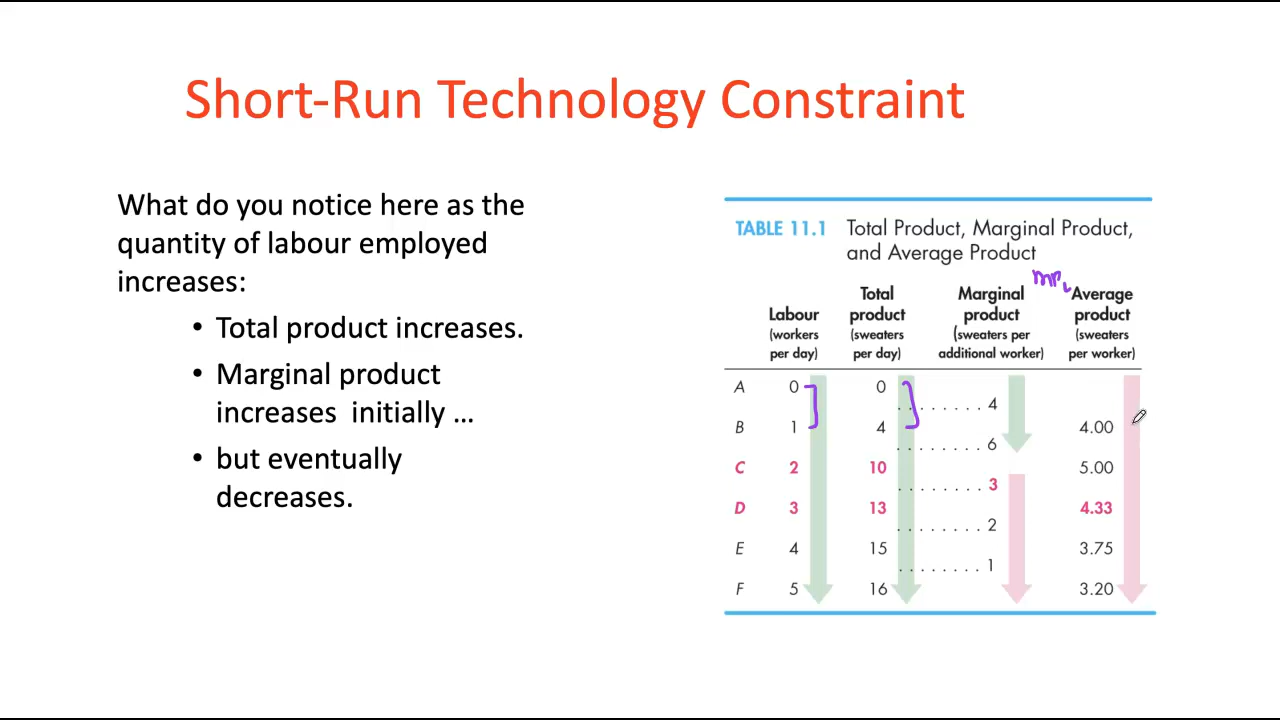 Short-Run Technology Constraint
What do you notice here as the
quantity of labour employed
increases:
• Total product increases.
• Marginal product
increases initially …
• but eventually
decreases.
TABLE 11.1 Total Product, Marginal Product,
and Average Product
MPL
Total Marginal Average
Labour product product product
(workers (sweaters (sweaters per (sweaters
per day) per day) additional worker) per worker)
A 0 0
. . . . . . . . 4
B 1 4 4.00
. . . . . . . . 6
C 2 10 5.00
. . . . . . . . 3
D 3 13 4.33
. . . . . . . . 2
E 4 15 3.75
. . . . . . . . 1
F 5 16 3.20